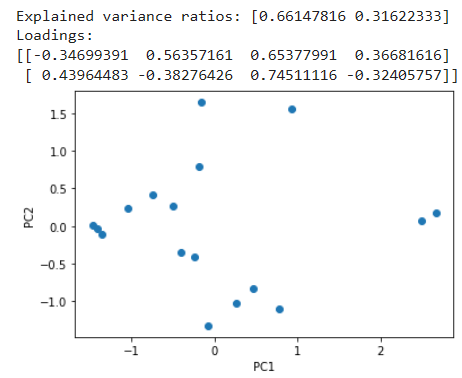 Explained variance ratios: [0.66147816 0.31622333]
Loadings:
[[-0.34699391  0.56357161  0.65377991  0.36681616]
 [ 0.43964483 -0.38276426  0.74511116 -0.32405757]]
1.5
1.0
0.5
0.0
−0.5
−1.0
PC2
−1 0 1 2
PC1